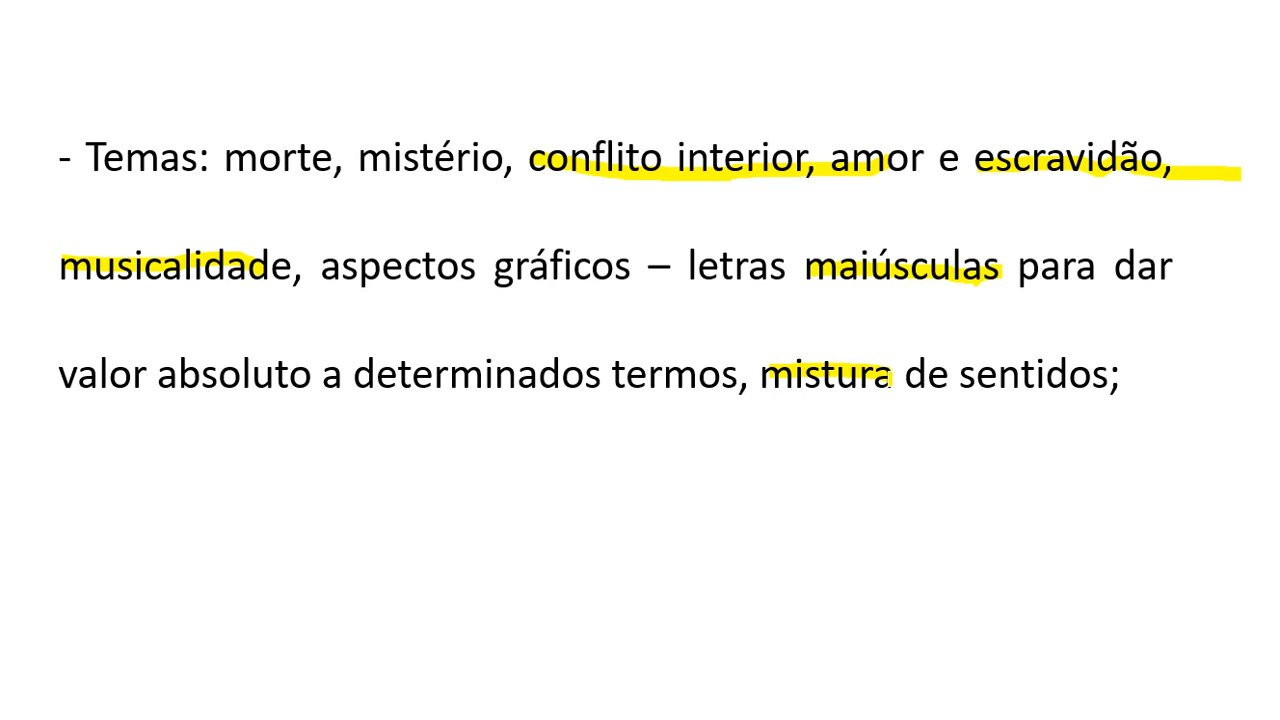 - Temas: morte, mistério, conflito interior, amor e escravidão,
musicalidade, aspectos gráficos – letras maiúsculas para dar
valor absoluto a determinados termos, mistura de sentidos;